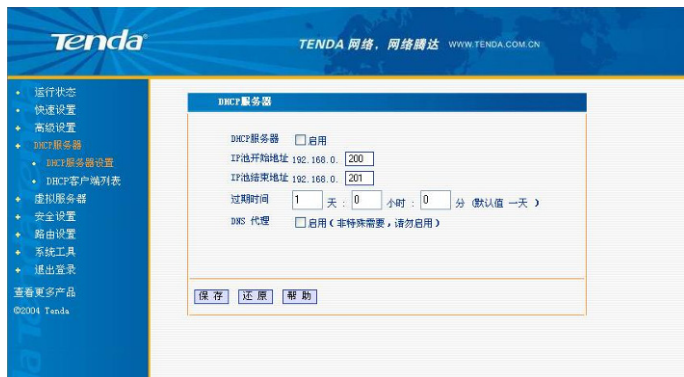 Tenda
TENDA 网络，网络腾达 WWW.TENDA.COM.CN
运行状态
快速设置
高级设置
DHCP服务器
DHCP服务器设置
DHCP客户端列表
虚拟服务器
安全设置
路由设置
系统工具
退出登录
查看更多产品
©2004 Tenda
DHCP服务器
DHCP服务器 启用
IP池开始地址 192.168.0. 200
IP池结束地址 192.168.0. 201
过期时间 1 天：0 小时：0 分（默认值 一天 ）
DNS 代理 启用（非特殊需要，请勿启用）
保 存 还 原 帮 助